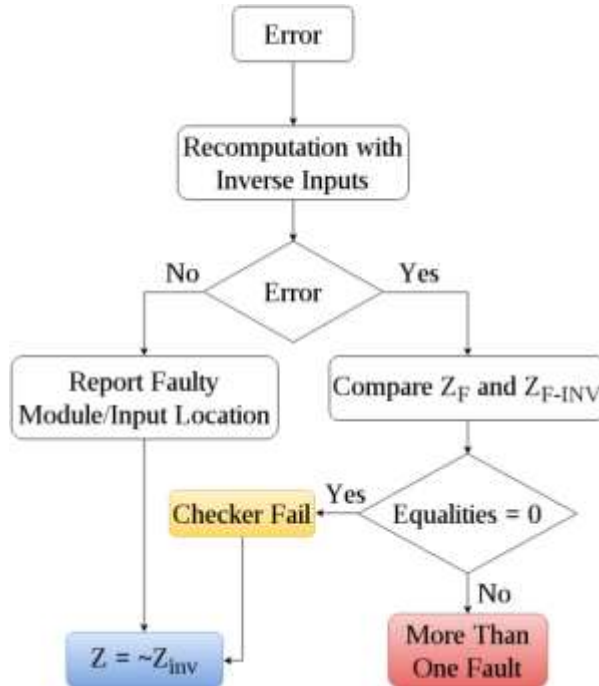 Error
Recomputation with
Inverse Inputs
No
Yes
Error
Report Faulty
Module/Input Location
Compare Z_F and Z_F-INV
Yes
Checker Fail
Equalities = 0
No
Z = ~Z_inv
More Than
One Fault